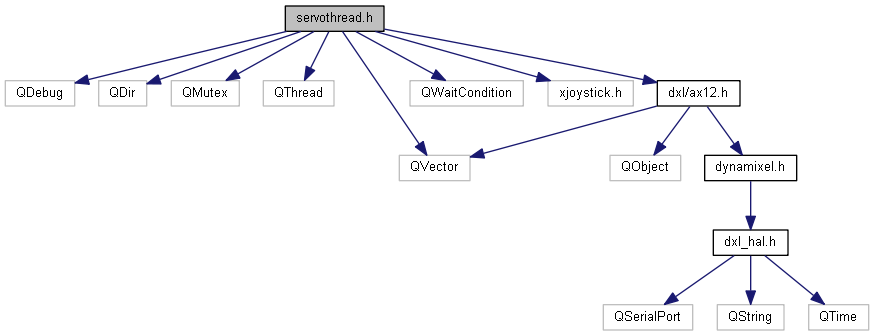 servothread.h
QDebug
QDir
QMutex
QThread
QWaitCondition
xjoystick.h
dxl/ax12.h
QVector
QObject
dynamixel.h
dxl_hal.h
QSerialPort
QString
QTime